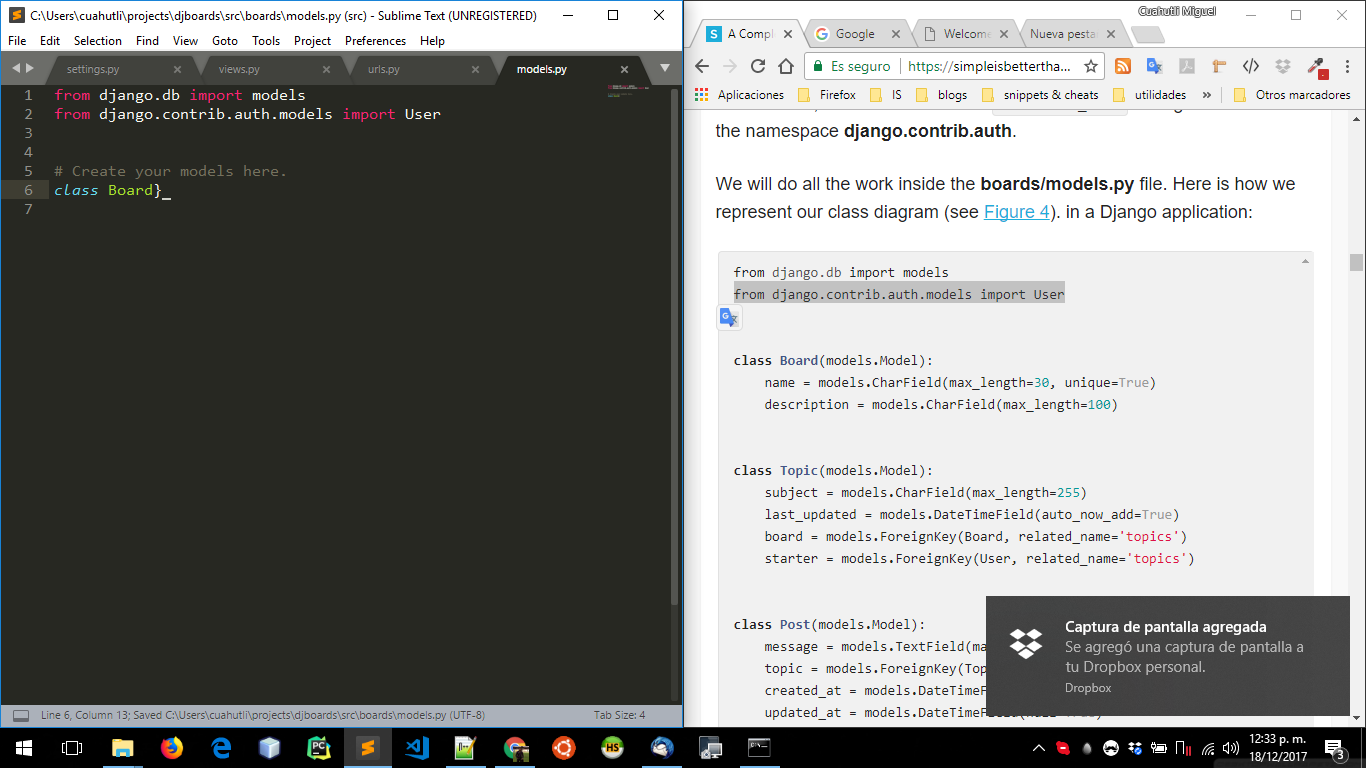 C:\Users\cuahutli\projects\djboards\src\boards\models.py (src) - Sublime Text (UNREGISTERED)
File Edit Selection Find View Goto Tools Project Preferences Help
settings.py views.py urls.py models.py
1 from django.db import models
2 from django.contrib.auth.models import User
3
4
5 # Create your models here.
6 class Board}
7
Line 6, Column 13; Saved C:\Users\cuahutli\projects\djboards\src\boards\models.py (UTF-8) Tab Size: 4
Cuahutli Miguel
A Compl Google Welcome Nueva pesta
Es seguro https://simpleisbettertha...
Aplicaciones Firefox IS blogs snippets & cheats utilidades » Otros marcadores
the namespace django.contrib.auth.
We will do all the work inside the boards/models.py file. Here is how we
represent our class diagram (see Figure 4). in a Django application:
from django.db import models
from django.contrib.auth.models import User
class Board(models.Model):
name = models.CharField(max_length=30, unique=True)
description = models.CharField(max_length=100)
class Topic(models.Model):
subject = models.CharField(max_length=255)
last_updated = models.DateTimeField(auto_now_add=True)
board = models.ForeignKey(Board, related_name='topics')
starter = models.ForeignKey(User, related_name='topics')
class Post(models.Model):
message = models.TextField(ma
topic = models.ForeignKey(Top
created_at = models.DateTimeF
updated_at = models.DateTimeF
Captura de pantalla agregada
Se agregó una captura de pantalla a
tu Dropbox personal.
Dropbox
12:33 p. m.
18/12/2017
3